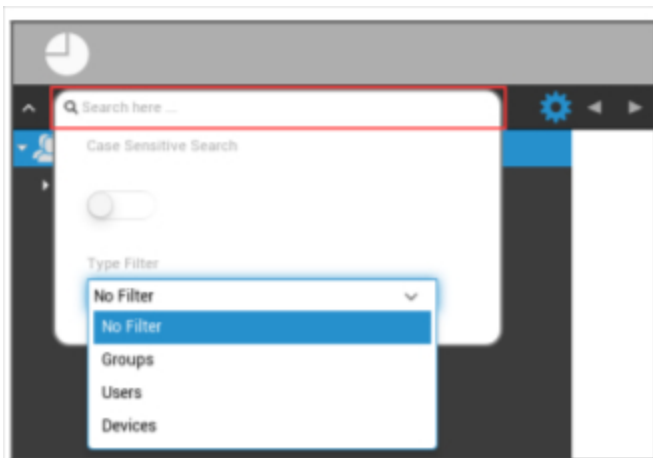 Search here ...
Case Sensitive Search
Type Filter
No Filter
No Filter
Groups
Users
Devices